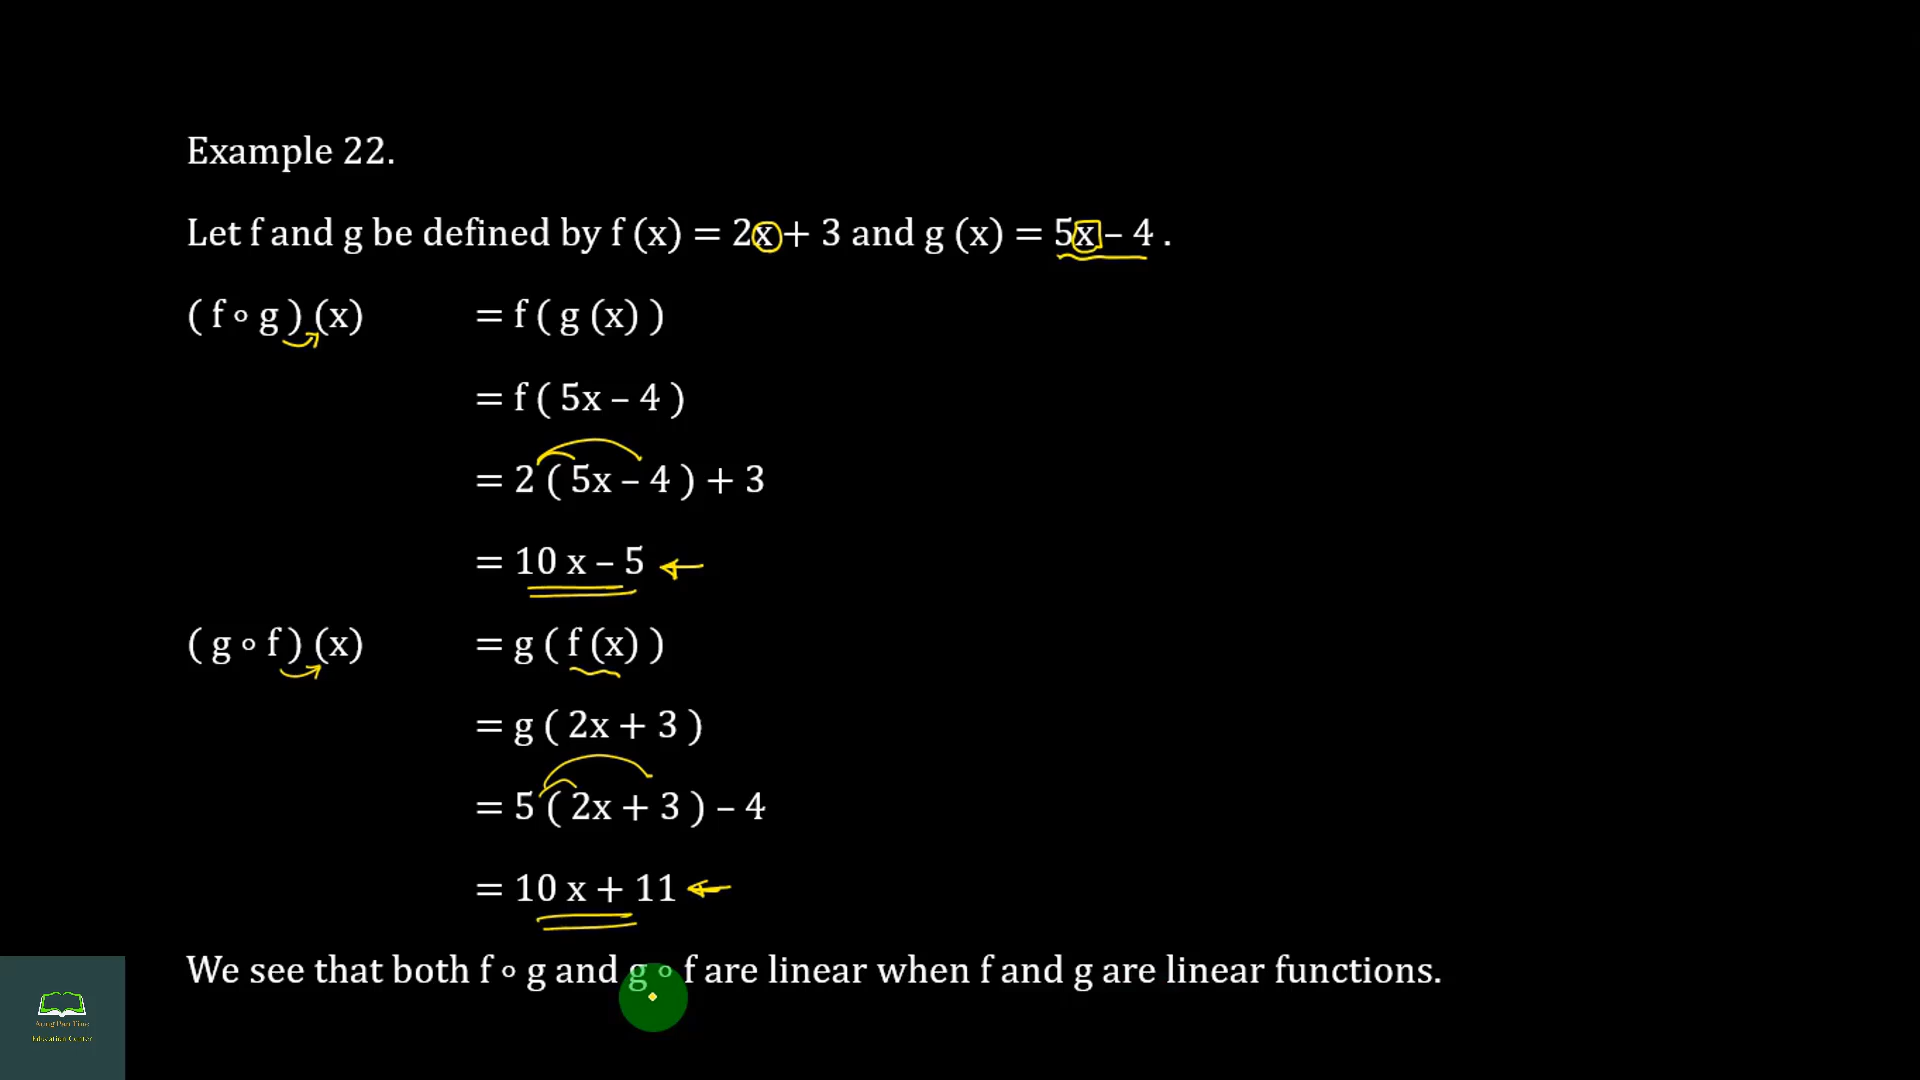 Example 22.
Let f and g be defined by f (x) = 2x + 3 and g (x) = 5x – 4 .
( f ∘ g ) (x) = f ( g (x) )
= f ( 5x – 4 )
= 2 ( 5x – 4 ) + 3
= 10 x – 5
( g ∘ f ) (x) = g ( f (x) )
= g ( 2x + 3 )
= 5 ( 2x + 3 ) – 4
= 10 x + 11
We see that both f ∘ g and g ∘ f are linear when f and g are linear functions.
Education Center